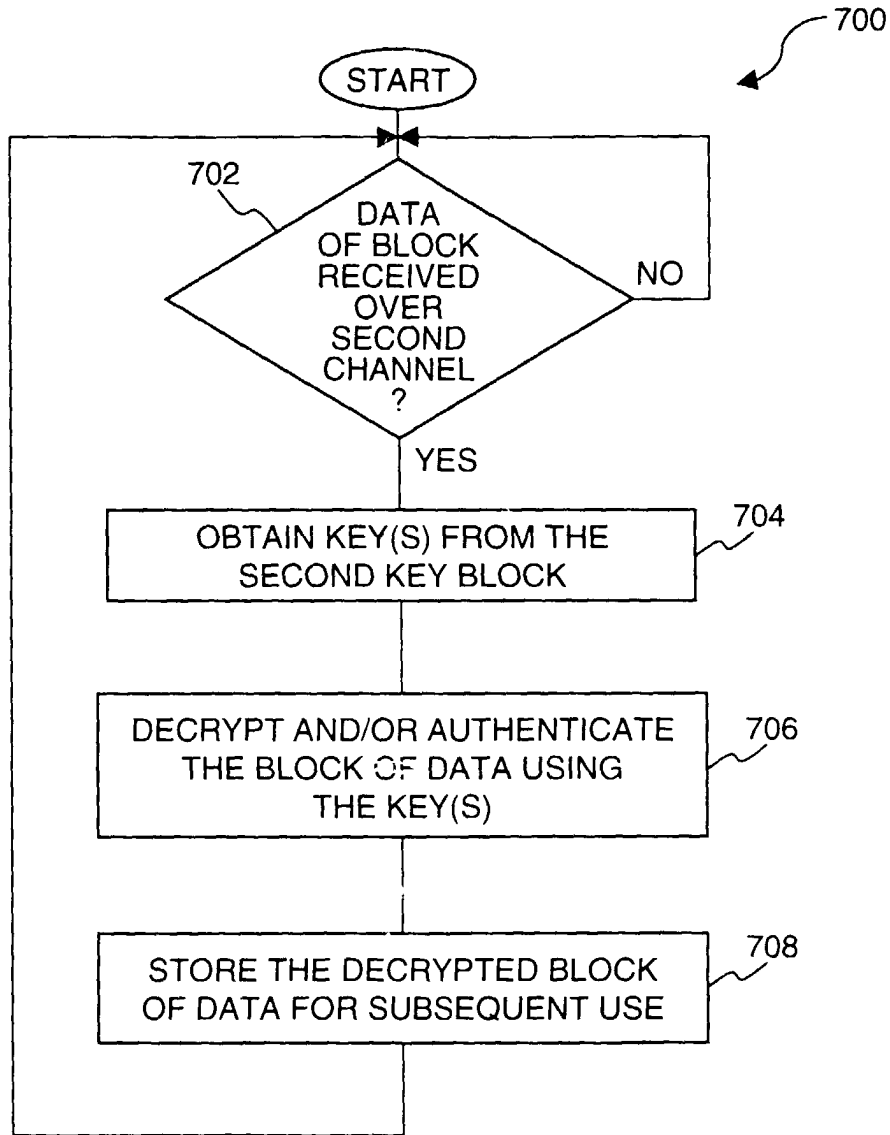 700
START
702
DATA
OF BLOCK
RECEIVED
OVER
SECOND
CHANNEL
?
NO
YES
704
OBTAIN KEY(S) FROM THE
SECOND KEY BLOCK
706
DECRYPT AND/OR AUTHENTICATE
THE BLOCK OF DATA USING
THE KEY(S)
708
STORE THE DECRYPTED BLOCK
OF DATA FOR SUBSEQUENT USE